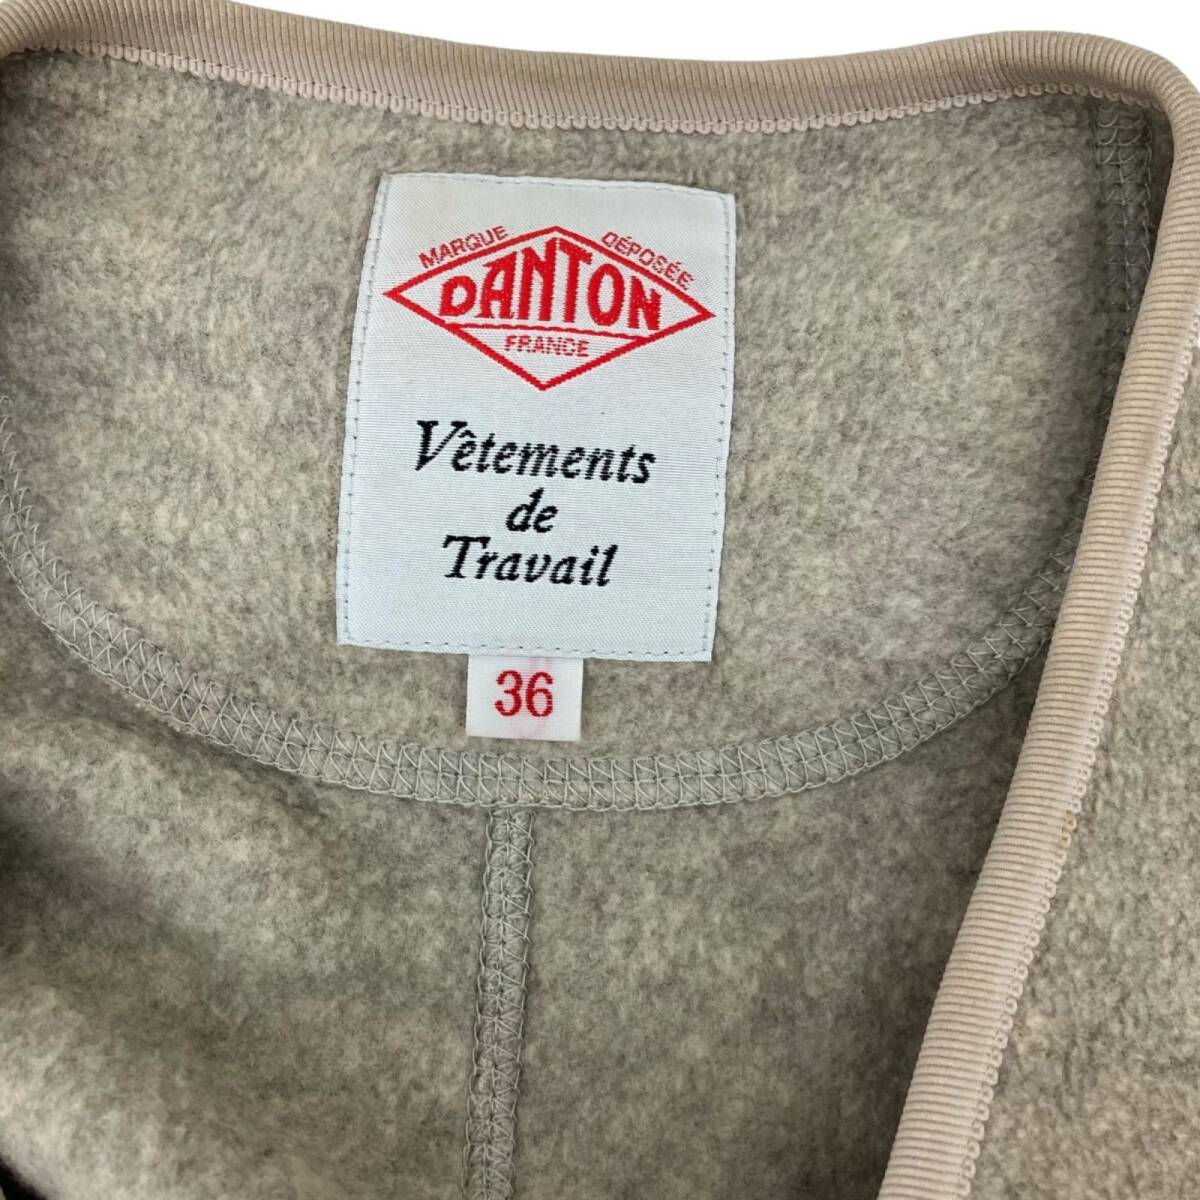 MARQUE DÉPOSÉE
DANTON
FRANCE
Vêtements
de
Travail
36